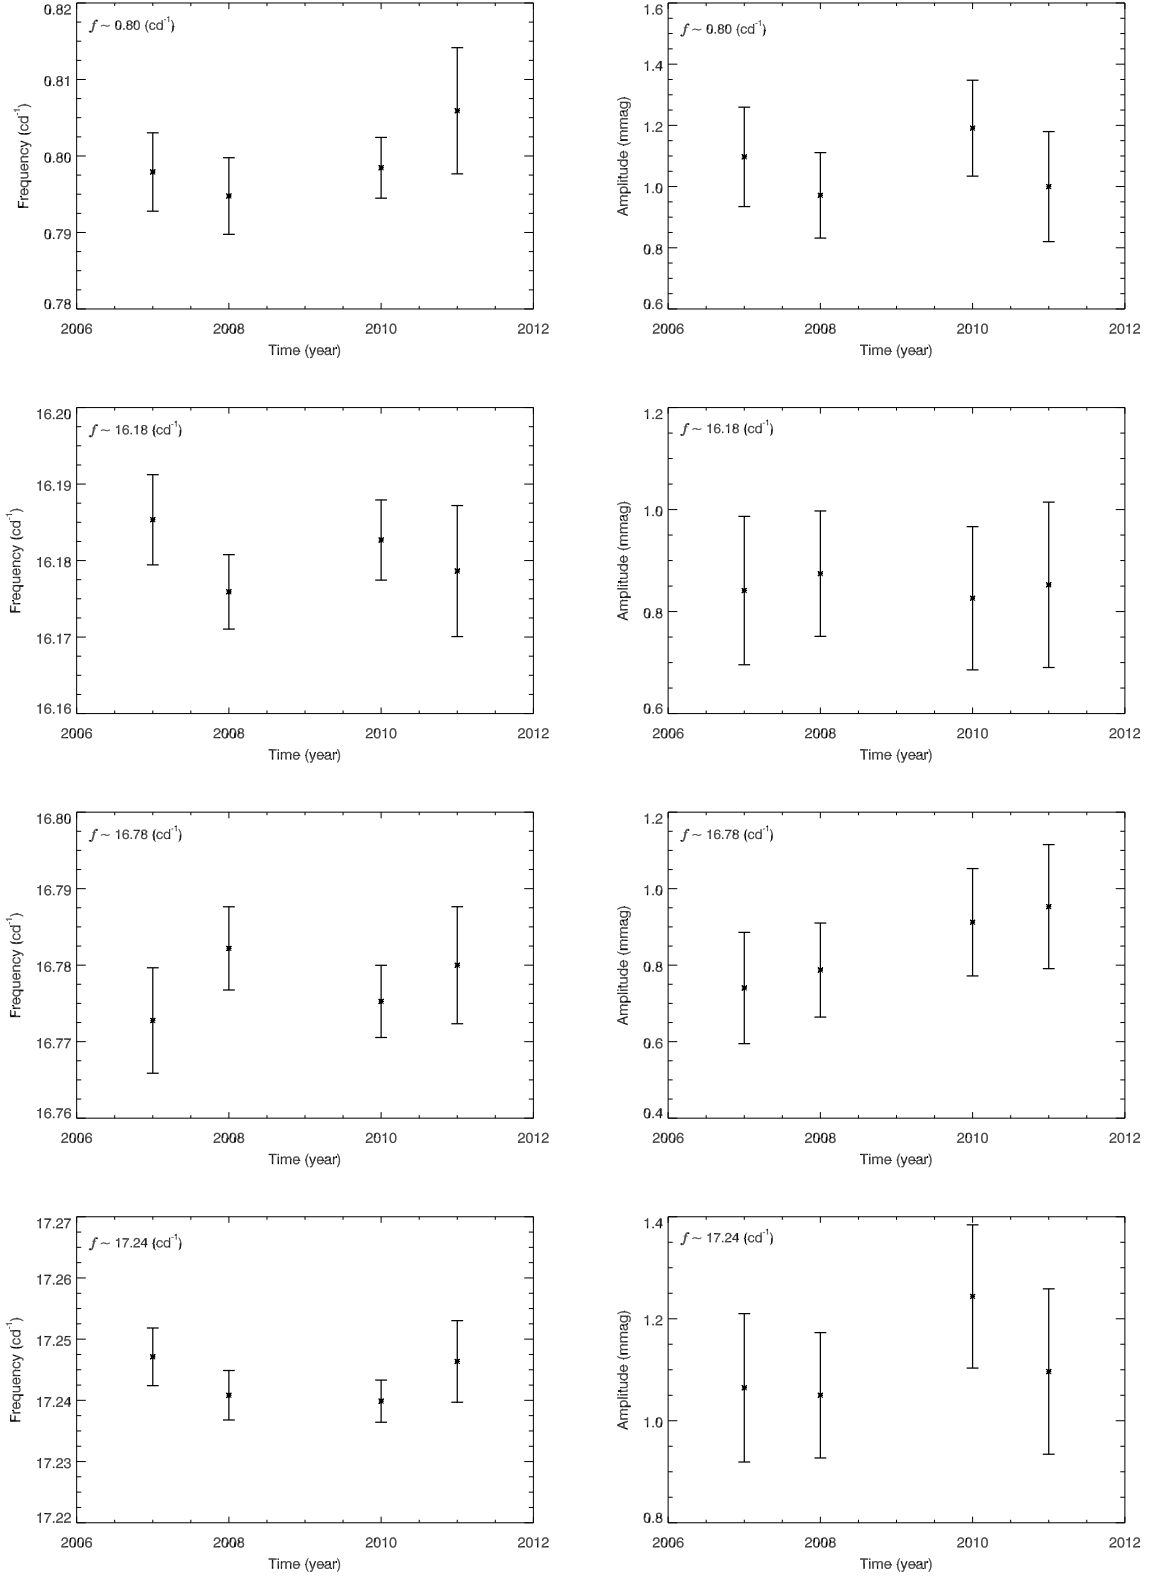 0.82
f ~ 0.80 (cd⁻¹)
0.81
0.80
0.79
0.78
Frequency (cd⁻¹)
2006 2008 2010 2012
Time (year)
1.6
f ~ 0.80 (cd⁻¹)
1.4
1.2
1.0
0.8
0.6
Amplitude (mmag)
2006 2008 2010 2012
Time (year)
16.20
f ~ 16.18 (cd⁻¹)
16.19
16.18
16.17
16.16
Frequency (cd⁻¹)
2006 2008 2010 2012
Time (year)
1.2
f ~ 16.18 (cd⁻¹)
1.0
0.8
0.6
Amplitude (mmag)
2006 2008 2010 2012
Time (year)
16.80
f ~ 16.78 (cd⁻¹)
16.79
16.78
16.77
16.76
Frequency (cd⁻¹)
2006 2008 2010 2012
Time (year)
1.2
f ~ 16.78 (cd⁻¹)
1.0
0.8
0.6
0.4
Amplitude (mmag)
2006 2008 2010 2012
Time (year)
17.27
f ~ 17.24 (cd⁻¹)
17.26
17.25
17.24
17.23
17.22
Frequency (cd⁻¹)
2006 2008 2010 2012
Time (year)
1.4
f ~ 17.24 (cd⁻¹)
1.2
1.0
0.8
Amplitude (mmag)
2006 2008 2010 2012
Time (year)